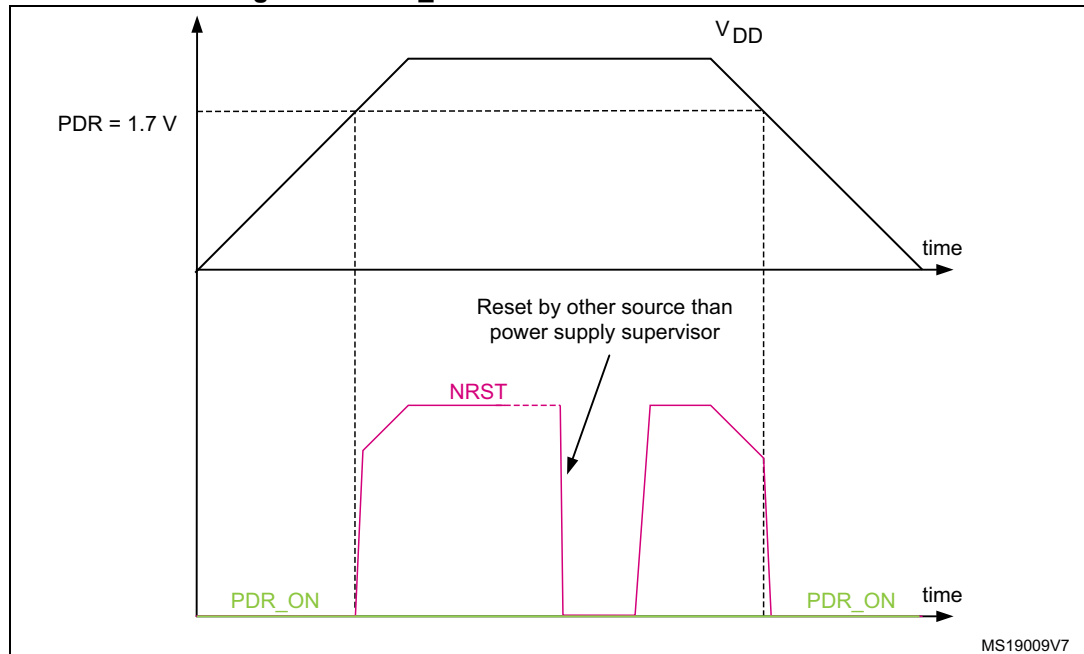 V DD
PDR = 1.7 V
time
Reset by other source than
power supply supervisor
NRST
PDR_ON
PDR_ON
time
MS19009V7